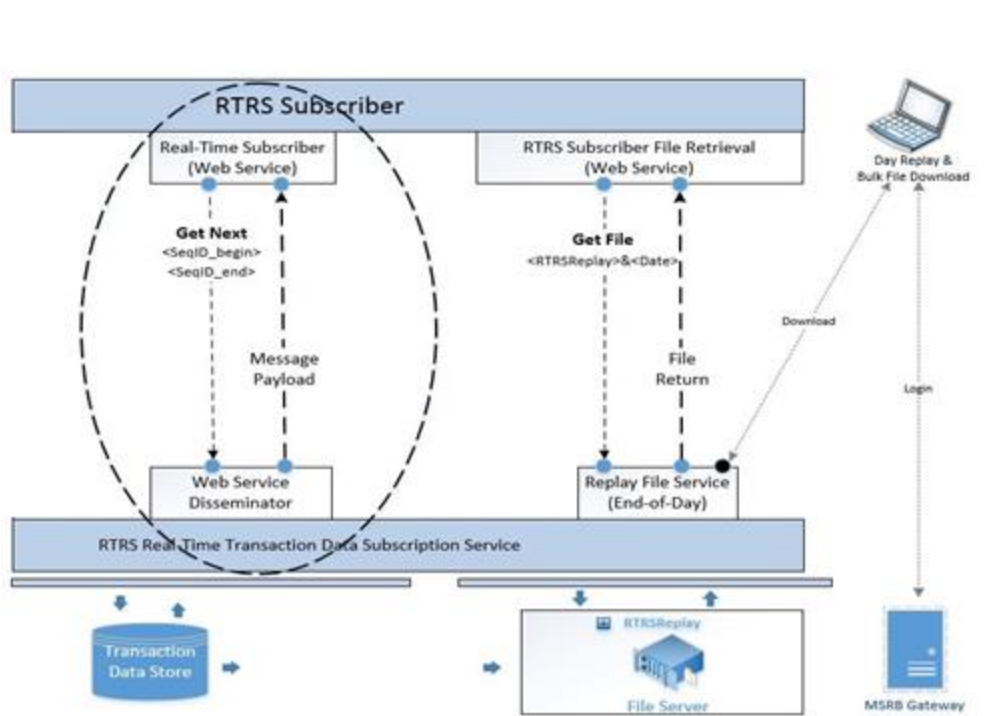 RTRS Subscriber
Real-Time Subscriber
(Web Service)
RTRS Subscriber File Retrieval
(Web Service)
Day Replay &
Bulk File Download
Get Next
<SeqID_begin>
<SeqID_end>
Get File
<RTRSReplay>&<Date>
Download
Message
Payload
File
Return
Login
Web Service
Disseminator
Replay File Service
(End-of-Day)
RTRS Real-Time Transaction Data Subscription Service
Transaction
Data Store
RTRSReplay
File Server
MSRB Gateway